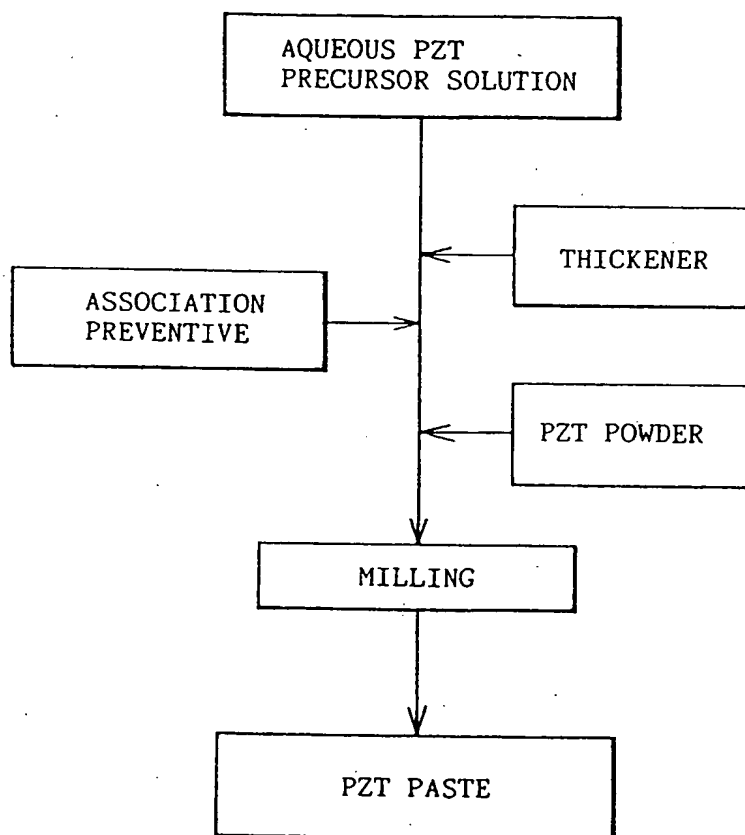 AQUEOUS PZT
PRECURSOR SOLUTION
THICKENER
ASSOCIATION
PREVENTIVE
PZT POWDER
MILLING
PZT PASTE